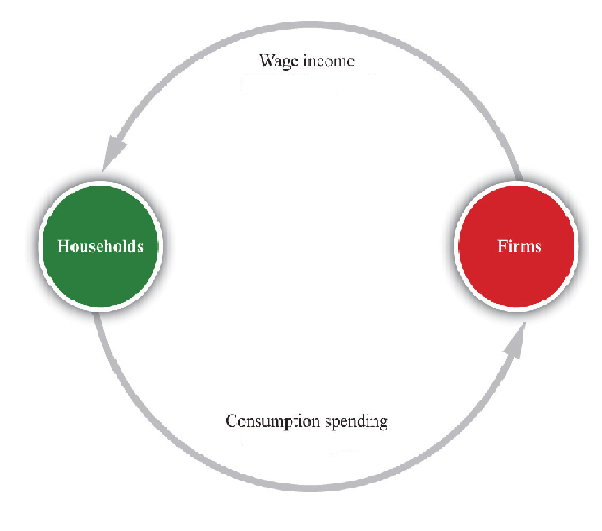 Wage income
Households
Firms
Consumption spending